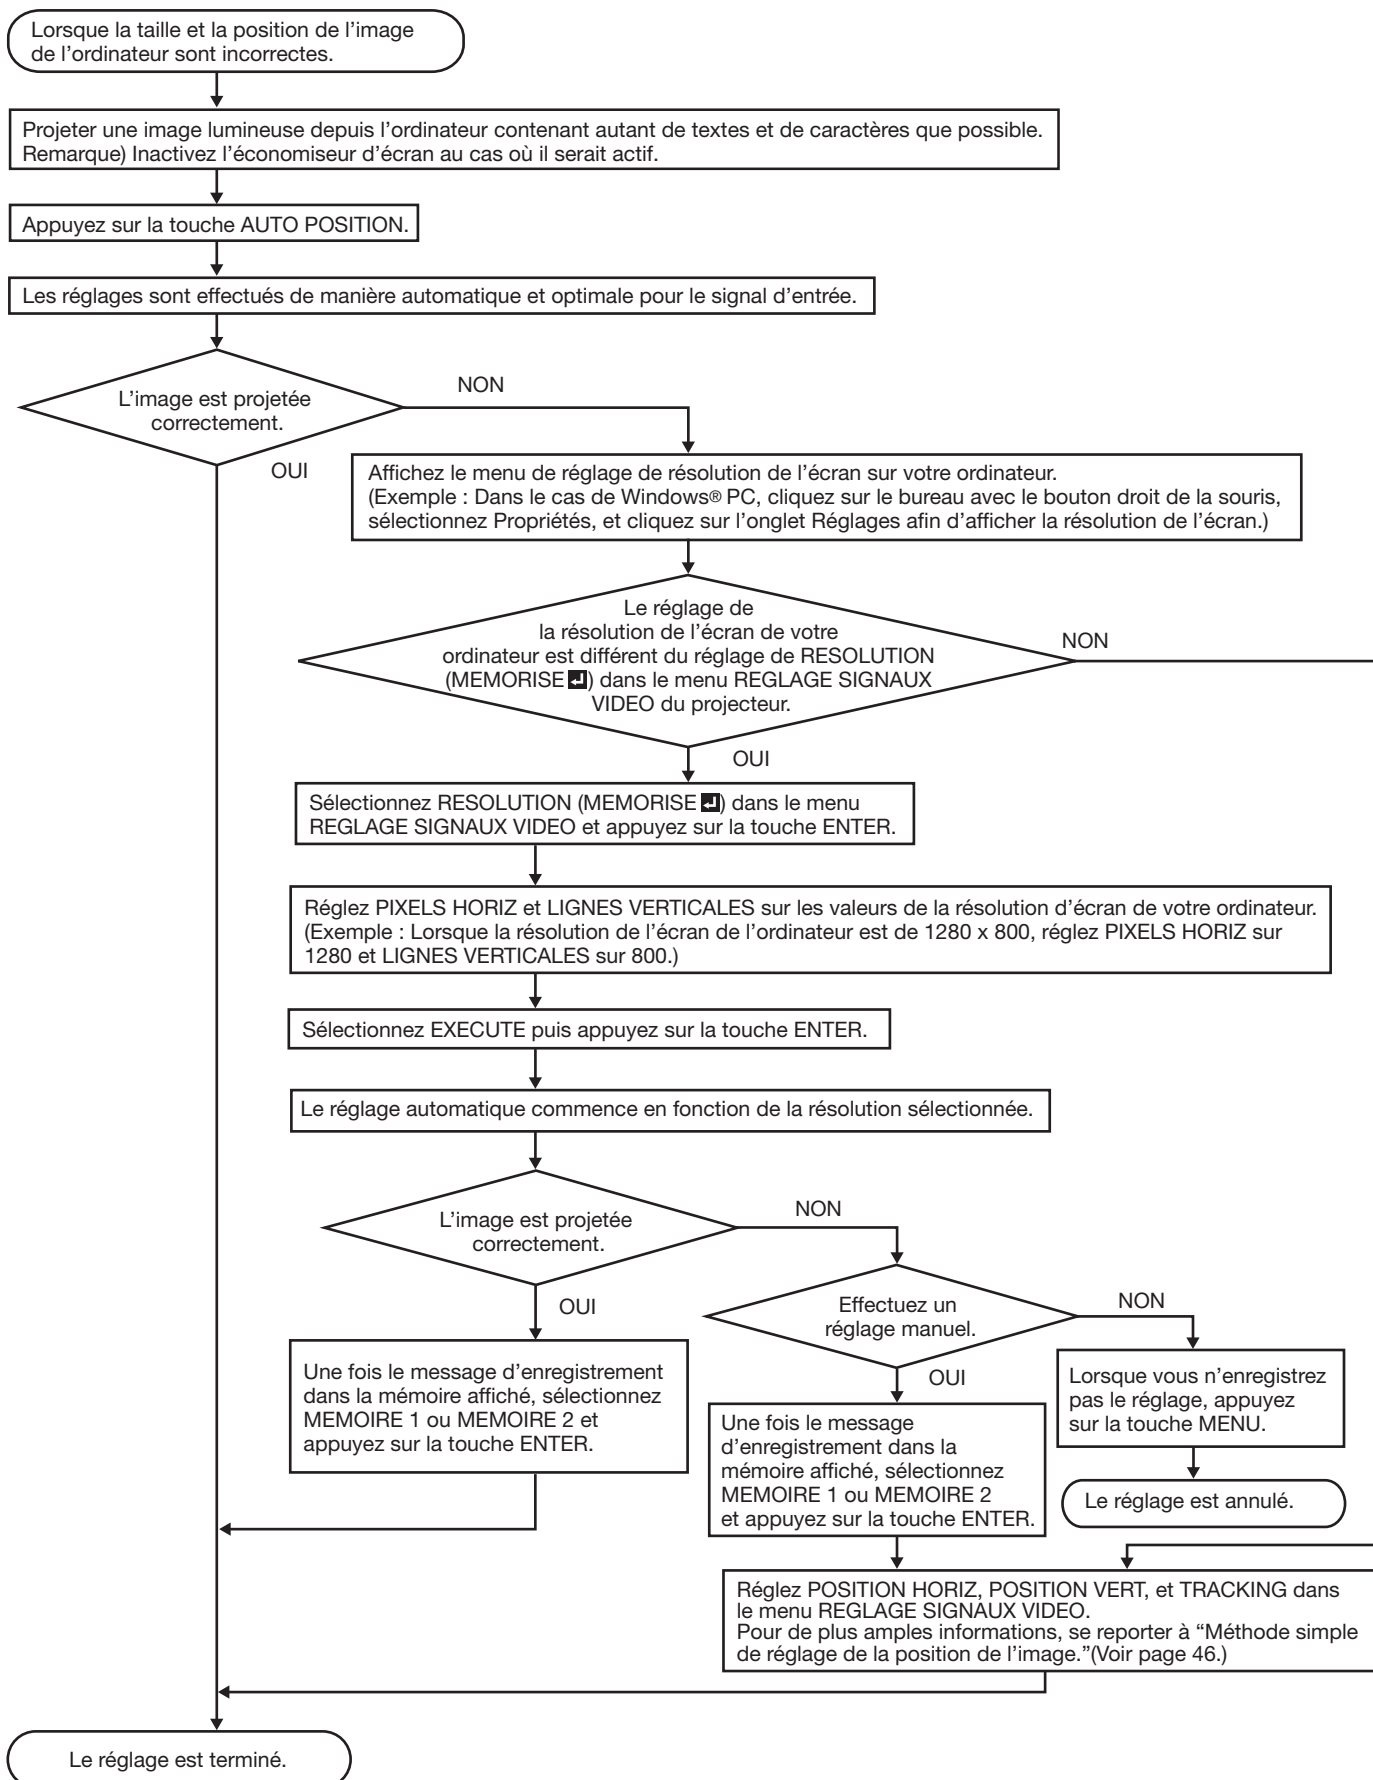 Lorsque la taille et la position de l’image
de l’ordinateur sont incorrectes.
Projeter une image lumineuse depuis l’ordinateur contenant autant de textes et de caractères que possible.
Remarque) Inactivez l’économiseur d’écran au cas où il serait actif.
Appuyez sur la touche AUTO POSITION.
Les réglages sont effectués de manière automatique et optimale pour le signal d’entrée.
L’image est projetée
correctement.
NON
OUI
Affichez le menu de réglage de résolution de l’écran sur votre ordinateur.
(Exemple : Dans le cas de Windows® PC, cliquez sur le bureau avec le bouton droit de la souris,
sélectionnez Propriétés, et cliquez sur l’onglet Réglages afin d’afficher la résolution de l’écran.)
Le réglage de
la résolution de l’écran de votre
ordinateur est différent du réglage de RESOLUTION
(MEMORISE ↵) dans le menu REGLAGE SIGNAUX
VIDEO du projecteur.
NON
OUI
Sélectionnez RESOLUTION (MEMORISE ↵) dans le menu
REGLAGE SIGNAUX VIDEO et appuyez sur la touche ENTER.
Réglez PIXELS HORIZ et LIGNES VERTICALES sur les valeurs de la résolution d’écran de votre ordinateur.
(Exemple : Lorsque la résolution de l’écran de l’ordinateur est de 1280 x 800, réglez PIXELS HORIZ sur
1280 et LIGNES VERTICALES sur 800.)
Sélectionnez EXECUTE puis appuyez sur la touche ENTER.
Le réglage automatique commence en fonction de la résolution sélectionnée.
L’image est projetée
correctement.
NON
OUI
Effectuez un
réglage manuel.
NON
OUI
Une fois le message d’enregistrement
dans la mémoire affiché, sélectionnez
MEMOIRE 1 ou MEMOIRE 2 et
appuyez sur la touche ENTER.
Une fois le message
d’enregistrement dans la
mémoire affiché, sélectionnez
MEMOIRE 1 ou MEMOIRE 2
et appuyez sur la touche ENTER.
Lorsque vous n’enregistrez
pas le réglage, appuyez
sur la touche MENU.
Le réglage est annulé.
Réglez POSITION HORIZ, POSITION VERT, et TRACKING dans
le menu REGLAGE SIGNAUX VIDEO.
Pour de plus amples informations, se reporter à “Méthode simple
de réglage de la position de l’image.”(Voir page 46.)
Le réglage est terminé.